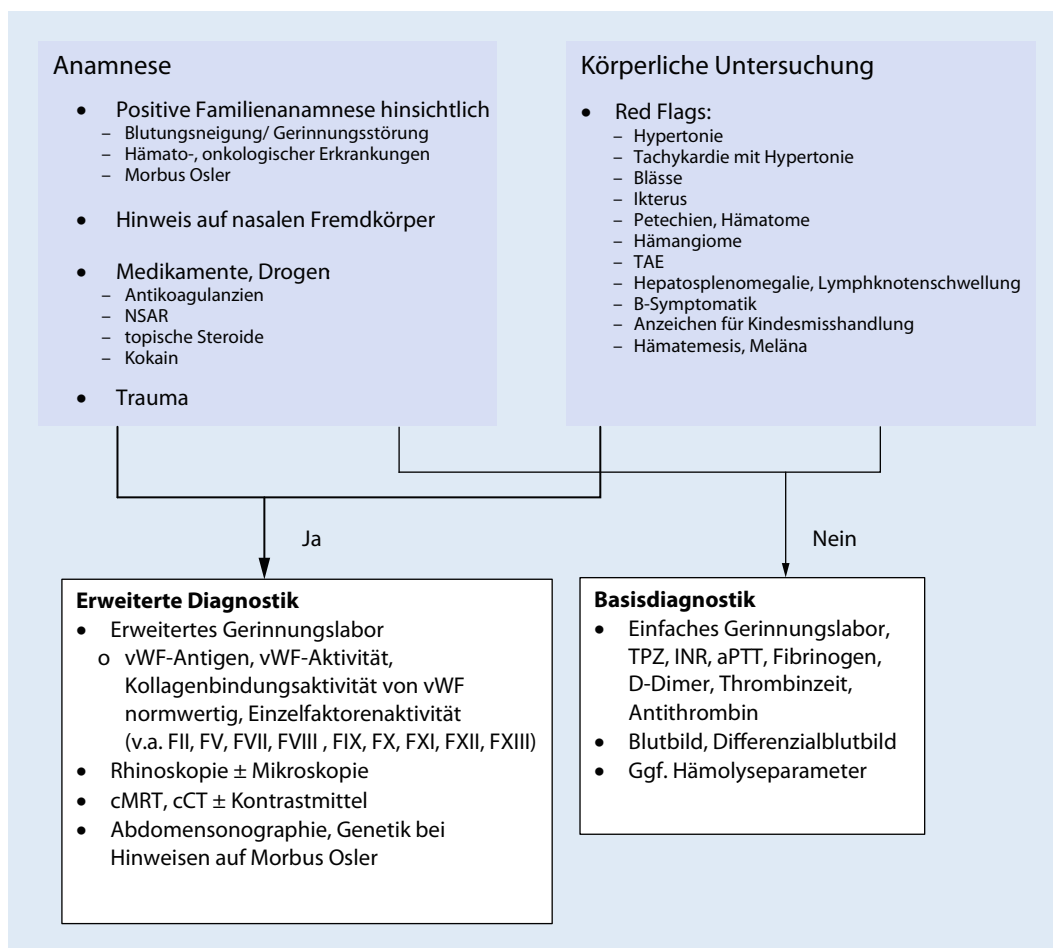 Anamnese
• Positive Familienanamnese hinsichtlich
– Blutungsneigung/ Gerinnungsstörung
– Hämato-, onkologischer Erkrankungen
– Morbus Osler
• Hinweis auf nasalen Fremdkörper
• Medikamente, Drogen
– Antikoagulanzien
– NSAR
– topische Steroide
– Kokain
• Trauma
Körperliche Untersuchung
• Red Flags:
– Hypertonie
– Tachykardie mit Hypertonie
– Blässe
– Ikterus
– Petechien, Hämatome
– Hämangiome
– TAE
– Hepatosplenomegalie, Lymphknotenschwellung
– B-Symptomatik
– Anzeichen für Kindesmisshandlung
– Hämatemesis, Meläna
Ja
Nein
Erweiterte Diagnostik
• Erweitertes Gerinnungslabor
o vWF-Antigen, vWF-Aktivität,
Kollagenbindungsaktivität von vWF
normwertig, Einzelfaktorenaktivität
(v.a. FII, FV, FVII, FVIII , FIX, FX, FXI, FXII, FXIII)
• Rhinoskopie ± Mikroskopie
• cMRT, cCT ± Kontrastmittel
• Abdomensonographie, Genetik bei
Hinweisen auf Morbus Osler
Basisdiagnostik
• Einfaches Gerinnungslabor,
TPZ, INR, aPTT, Fibrinogen,
D-Dimer, Thrombinzeit,
Antithrombin
• Blutbild, Differenzialblutbild
• Ggf. Hämolyseparameter